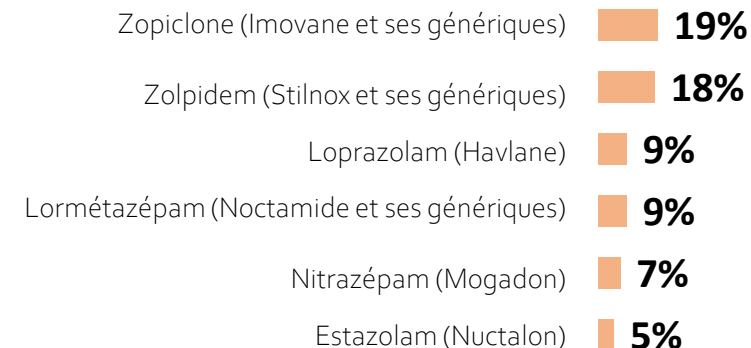 Zopiclone (Imovane et ses génériques) 19%
Zolpidem (Stilnox et ses génériques) 18%
Loprazolam (Havlane) 9%
Lormétazépam (Noctamide et ses génériques) 9%
Nitrazépam (Mogadon) 7%
Estazolam (Nuctalon) 5%